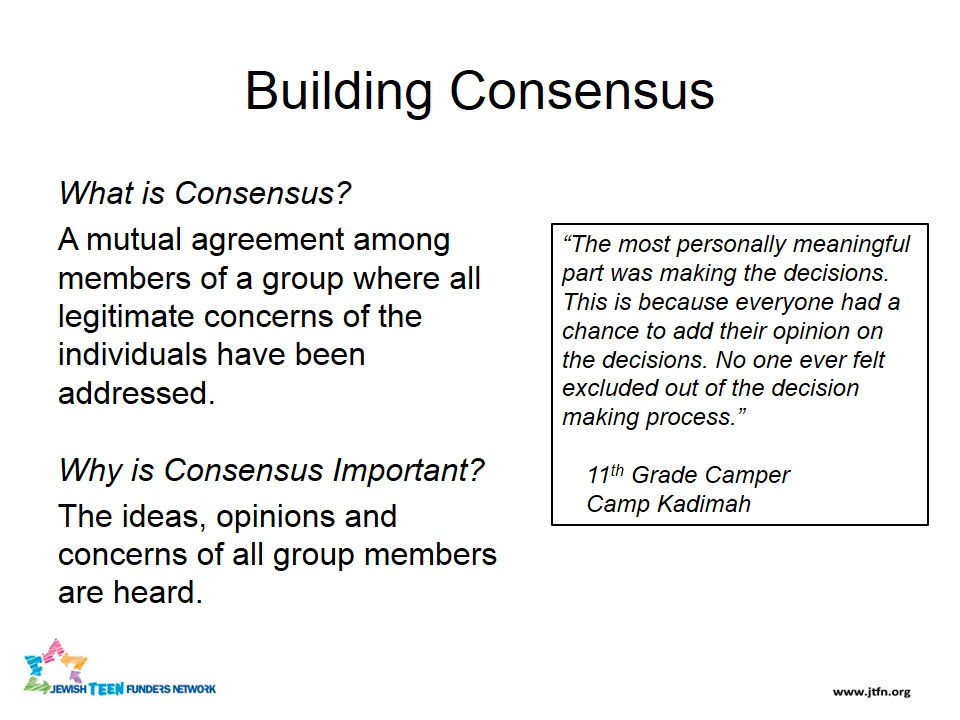 Building Consensus
What is Consensus?
A mutual agreement among
members of a group where all
legitimate concerns of the
individuals have been
addressed.
Why is Consensus Important?
The ideas, opinions and
concerns of all group members
are heard.
“The most personally meaningful
part was making the decisions.
This is because everyone had a
chance to add their opinion on
the decisions. No one ever felt
excluded out of the decision
making process.”
11th Grade Camper
Camp Kadimah
JEWISH TEEN FUNDERS NETWORK
www.jtfn.org